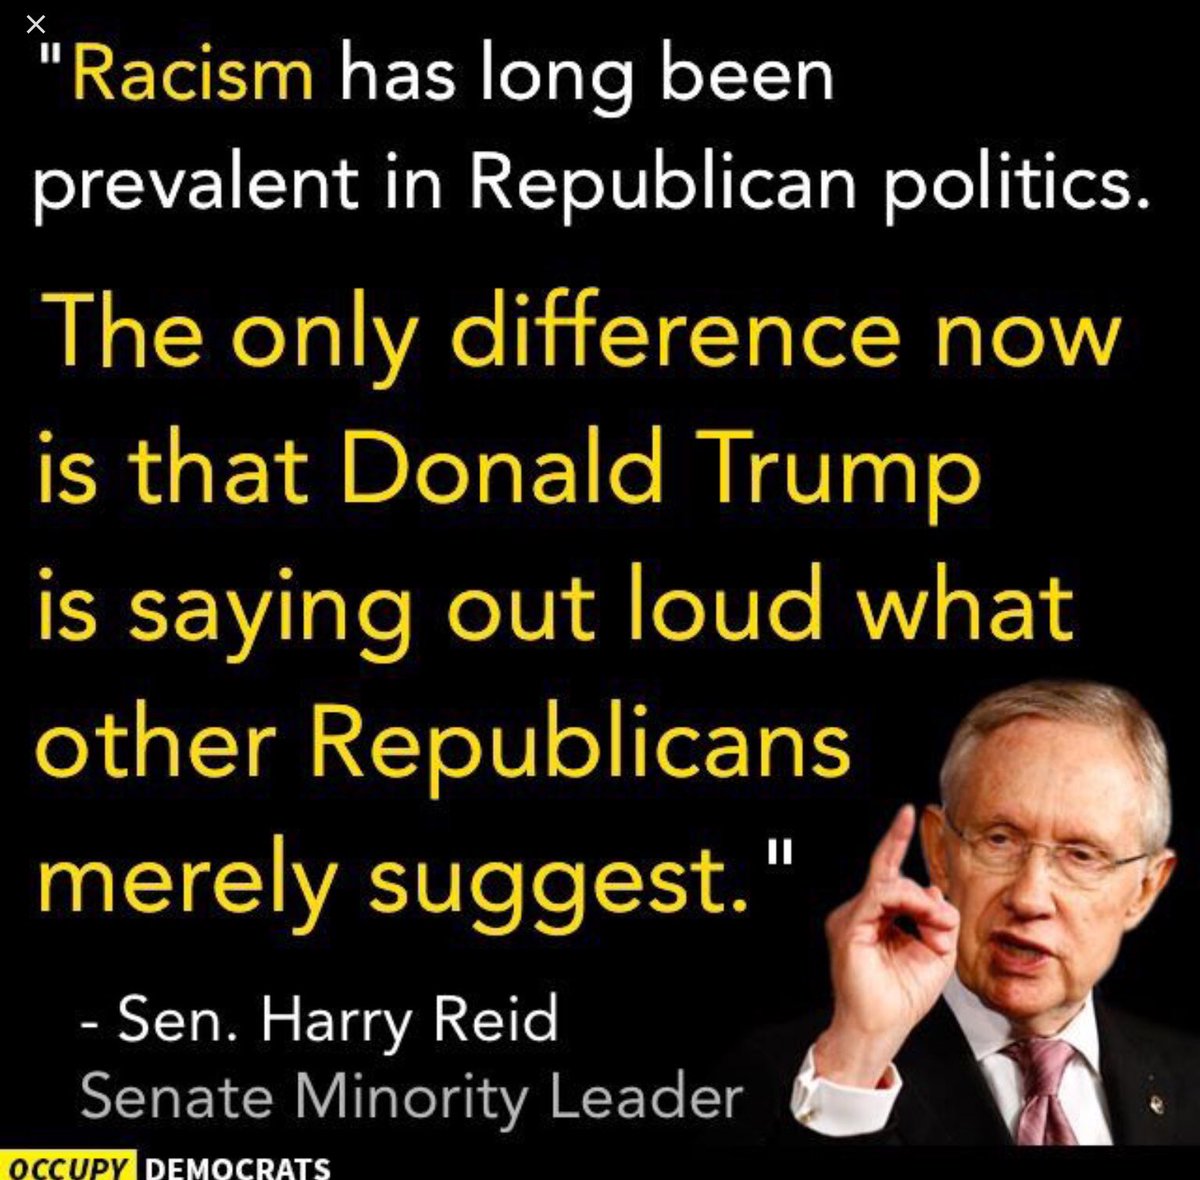 "Racism has long been
prevalent in Republican politics.
The only difference now
is that Donald Trump
is saying out loud what
other Republicans
merely suggest."
- Sen. Harry Reid
Senate Minority Leader
OCCUPY DEMOCRATS